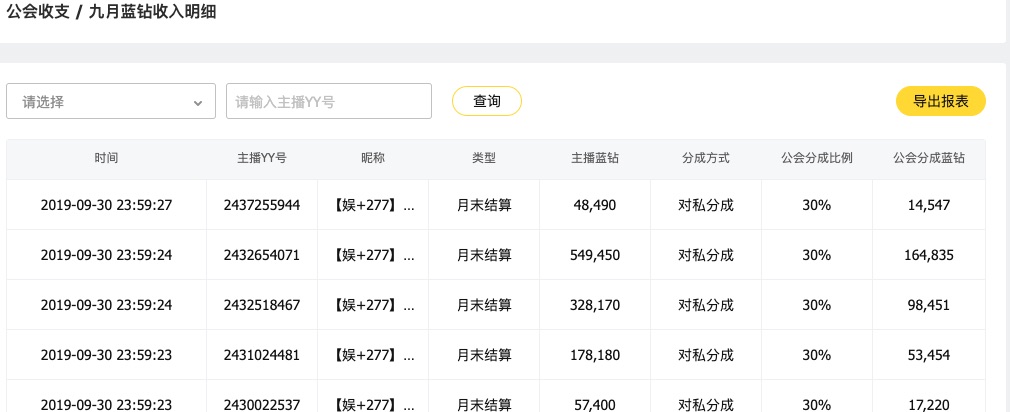 公会收支 / 九月蓝钻收入明细
请选择 请输入主播YY号 查询 导出报表
时间 主播YY号 昵称 类型 主播蓝钻 分成方式 公会分成比例 公会分成蓝钻
2019-09-30 23:59:27 2437255944 【娱+277】... 月末结算 48,490 对私分成 30% 14,547
2019-09-30 23:59:24 2432654071 【娱+277】... 月末结算 549,450 对私分成 30% 164,835
2019-09-30 23:59:24 2432518467 【娱+277】... 月末结算 328,170 对私分成 30% 98,451
2019-09-30 23:59:23 2431024481 【娱+277】... 月末结算 178,180 对私分成 30% 53,454
2019-09-30 23:59:23 2430022537 【娱+277】... 月末结算 57,400 对私分成 30% 17,220